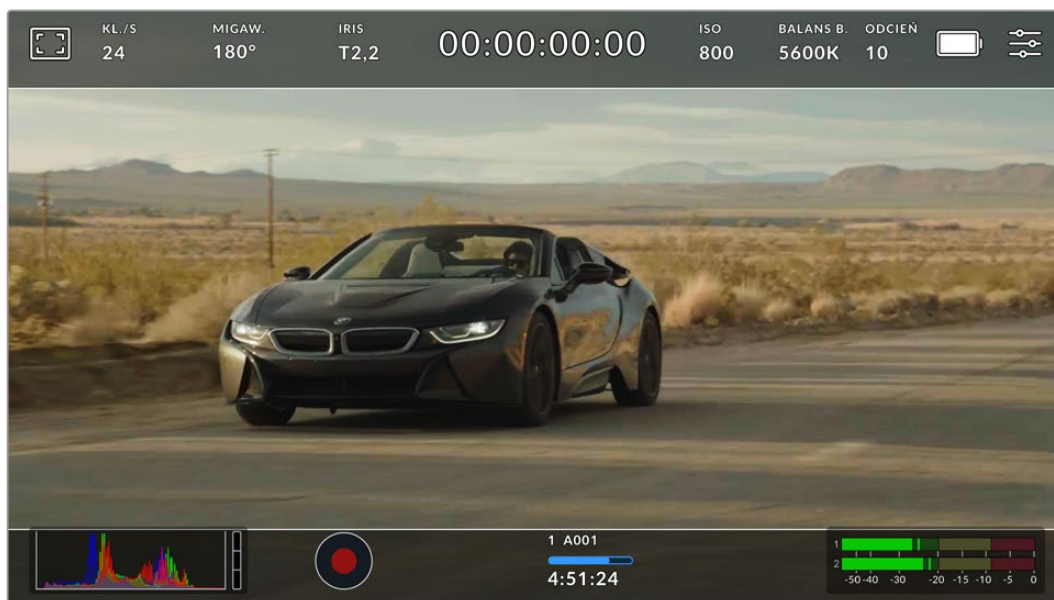 KL./S MIGAW. IRIS ISO BALANS B. ODCIEŃ
24 180° T2,2 00:00:00:00 800 5600K 10
1 A001
4:51:24
1
2
-50 -40 -30 -20 -15 -10 -5 0